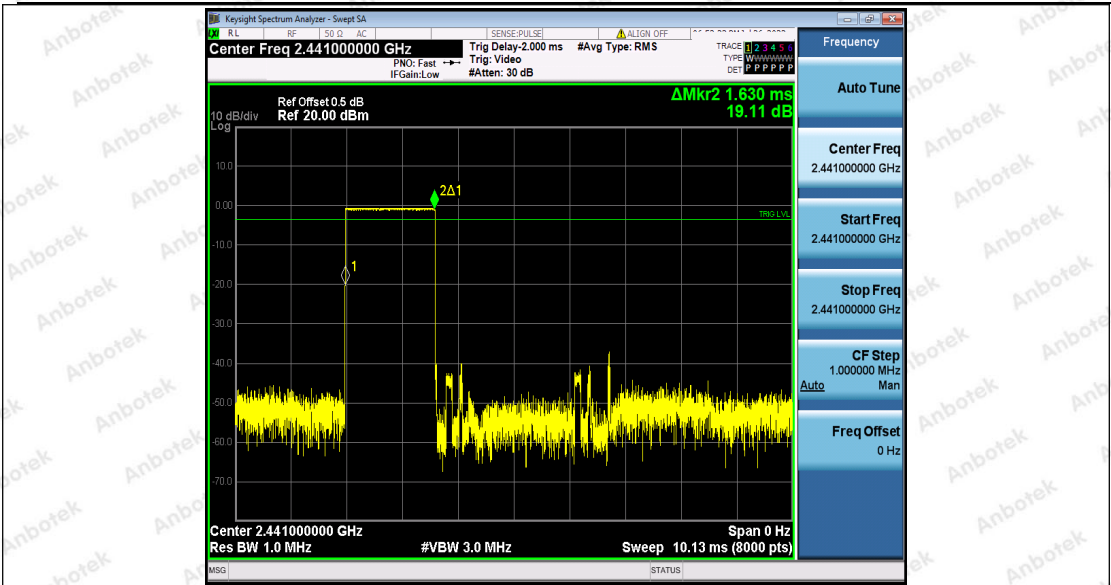 Keysight Spectrum Analyzer - Swept SA
RL RF 50 Ω AC SENSE:PULSE ALIGN OFF
Center Freq 2.441000000 GHz
PNO: Fast
IFGain:Low
Trig Delay-2.000 ms
Trig: Video
#Atten: 30 dB
#Avg Type: RMS
TRACE 1 2 3 4 5 6
TYPE WWWWWW
DET P P P P P P
ΔMkr2 1.630 ms
19.11 dB
Ref Offset 0.5 dB
10 dB/div Ref 20.00 dBm
Log
10.0
0.00
-10.0
-20.0
-30.0
-40.0
-50.0
-60.0
-70.0
2Δ1
1
TRIG LVL
Center 2.441000000 GHz
Span 0 Hz
Res BW 1.0 MHz
#VBW 3.0 MHz
Sweep 10.13 ms (8000 pts)
MSG
STATUS
Frequency
Auto Tune
Center Freq
2.441000000 GHz
Start Freq
2.441000000 GHz
Stop Freq
2.441000000 GHz
CF Step
1.000000 MHz
Auto Man
Freq Offset
0 Hz
Anbotek